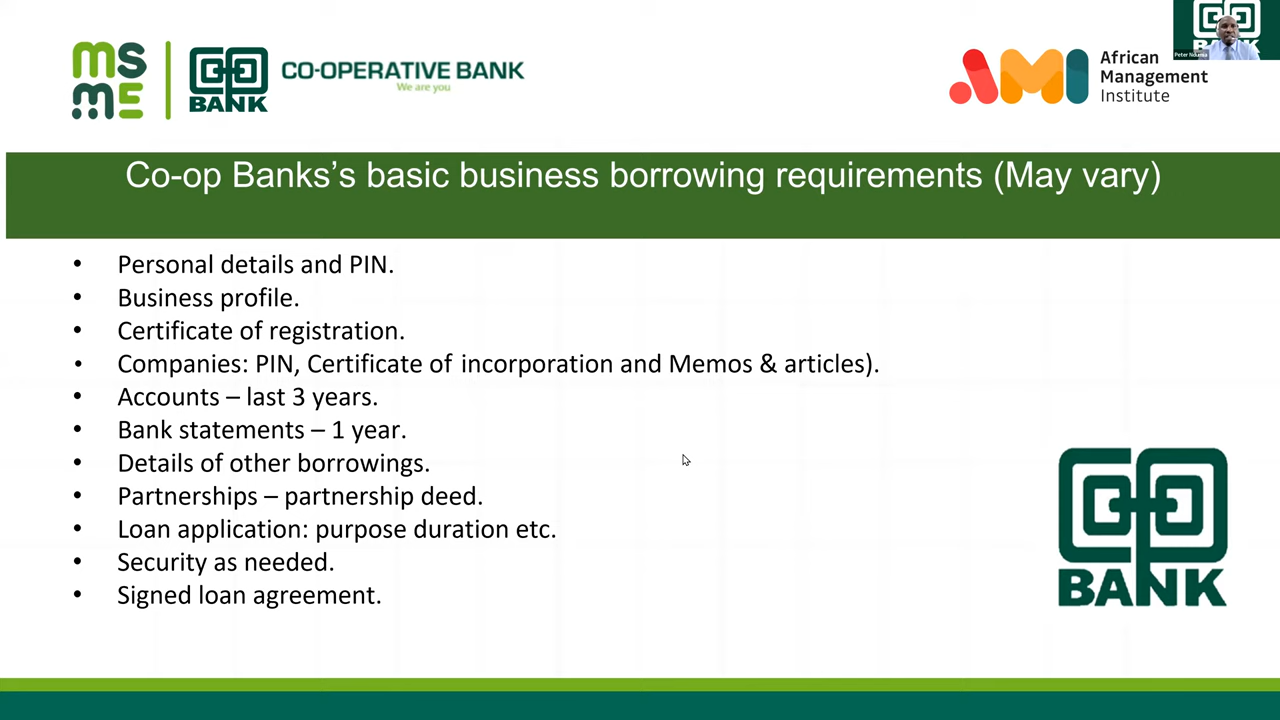 MS
ME
BANK
CO-OPERATIVE BANK
We are you
AMI
African
Management
Institute
BANK
Co-op Banks's basic business borrowing requirements (May vary)
• Personal details and PIN.
• Business profile.
• Certificate of registration.
• Companies: PIN, Certificate of incorporation and Memos & articles).
• Accounts – last 3 years.
• Bank statements – 1 year.
• Details of other borrowings.
• Partnerships – partnership deed.
• Loan application: purpose duration etc.
• Security as needed.
• Signed loan agreement.
BANK